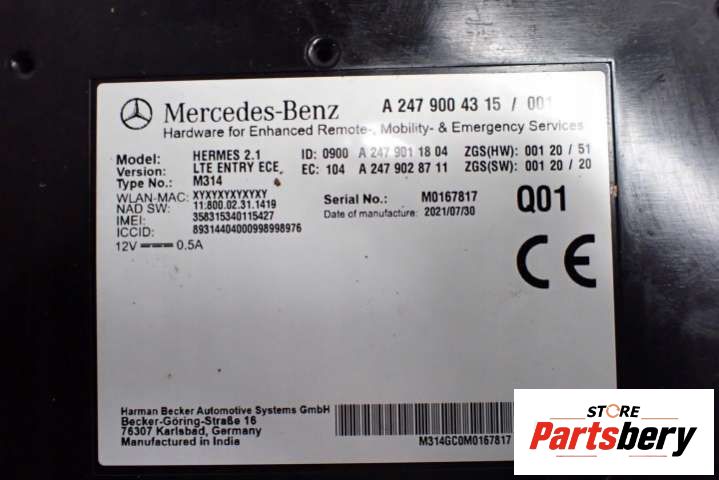 Mercedes-Benz A 247 900 43 15 / 001
Hardware for Enhanced Remote-, Mobility- & Emergency Services
Model: HERMES 2.1 ID: 0900 A 247 901 18 04 ZGS(HW): 001 20 / 51
Version: LTE ENTRY ECE EC: 104 A 247 902 87 11 ZGS(SW): 001 20 / 20
Type No.: M314
WLAN-MAC: XYXYXYXYXYXY Serial No.: M0167817 Q01
NAD SW: 11.800.02.31.1419 Date of manufacture: 2021/07/30
IMEI: 358315340115427
ICCID: 89314404000998998976
12V 0.5A
CE
Harman Becker Automotive Systems GmbH
Becker-Göring-Straße 16
76307 Karlsbad, Germany
Manufactured in India M314GC0M0167817
STORE
Partsbery